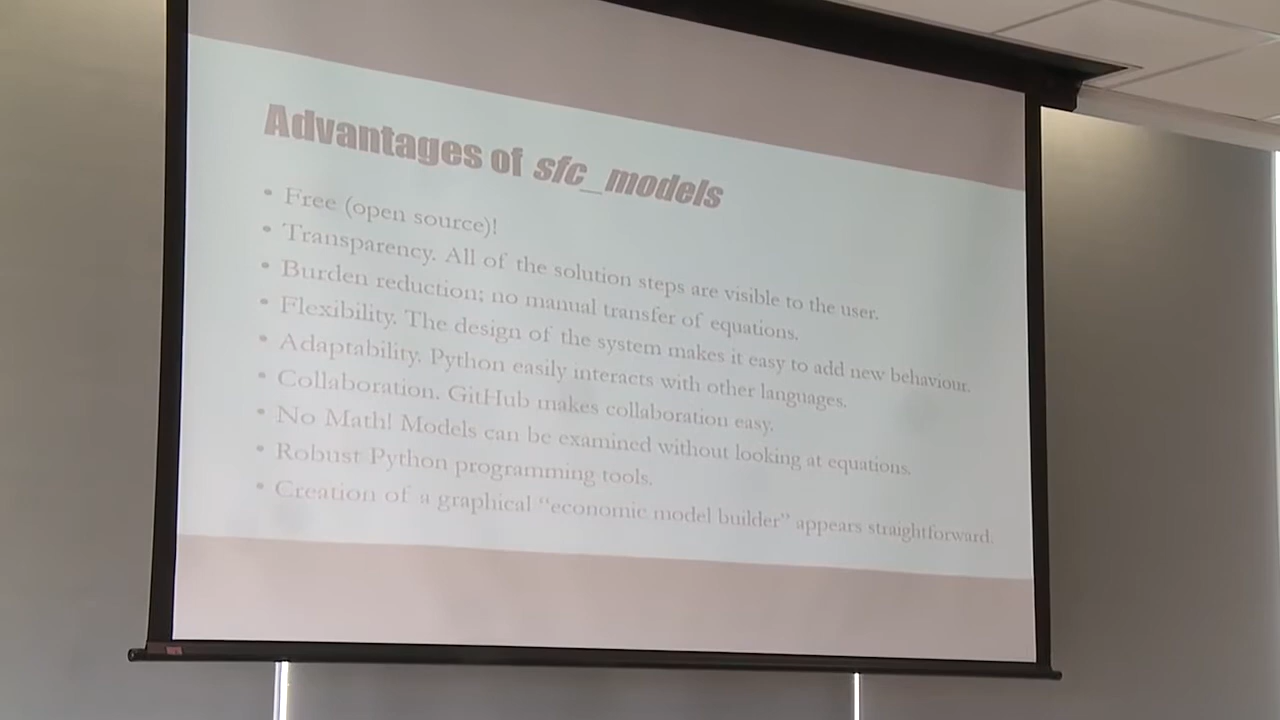 Advantages of sfc_models
• Free (open source)!
• Transparency. All of the solution steps are visible to the user.
• Burden reduction; no manual transfer of equations.
• Flexibility. The design of the system makes it easy to add new behaviour.
• Adaptability. Python easily interacts with other languages.
• Collaboration. GitHub makes collaboration easy.
• No Math! Models can be examined without looking at equations.
• Robust Python programming tools.
• Creation of a graphical “economic model builder” appears straightforward.